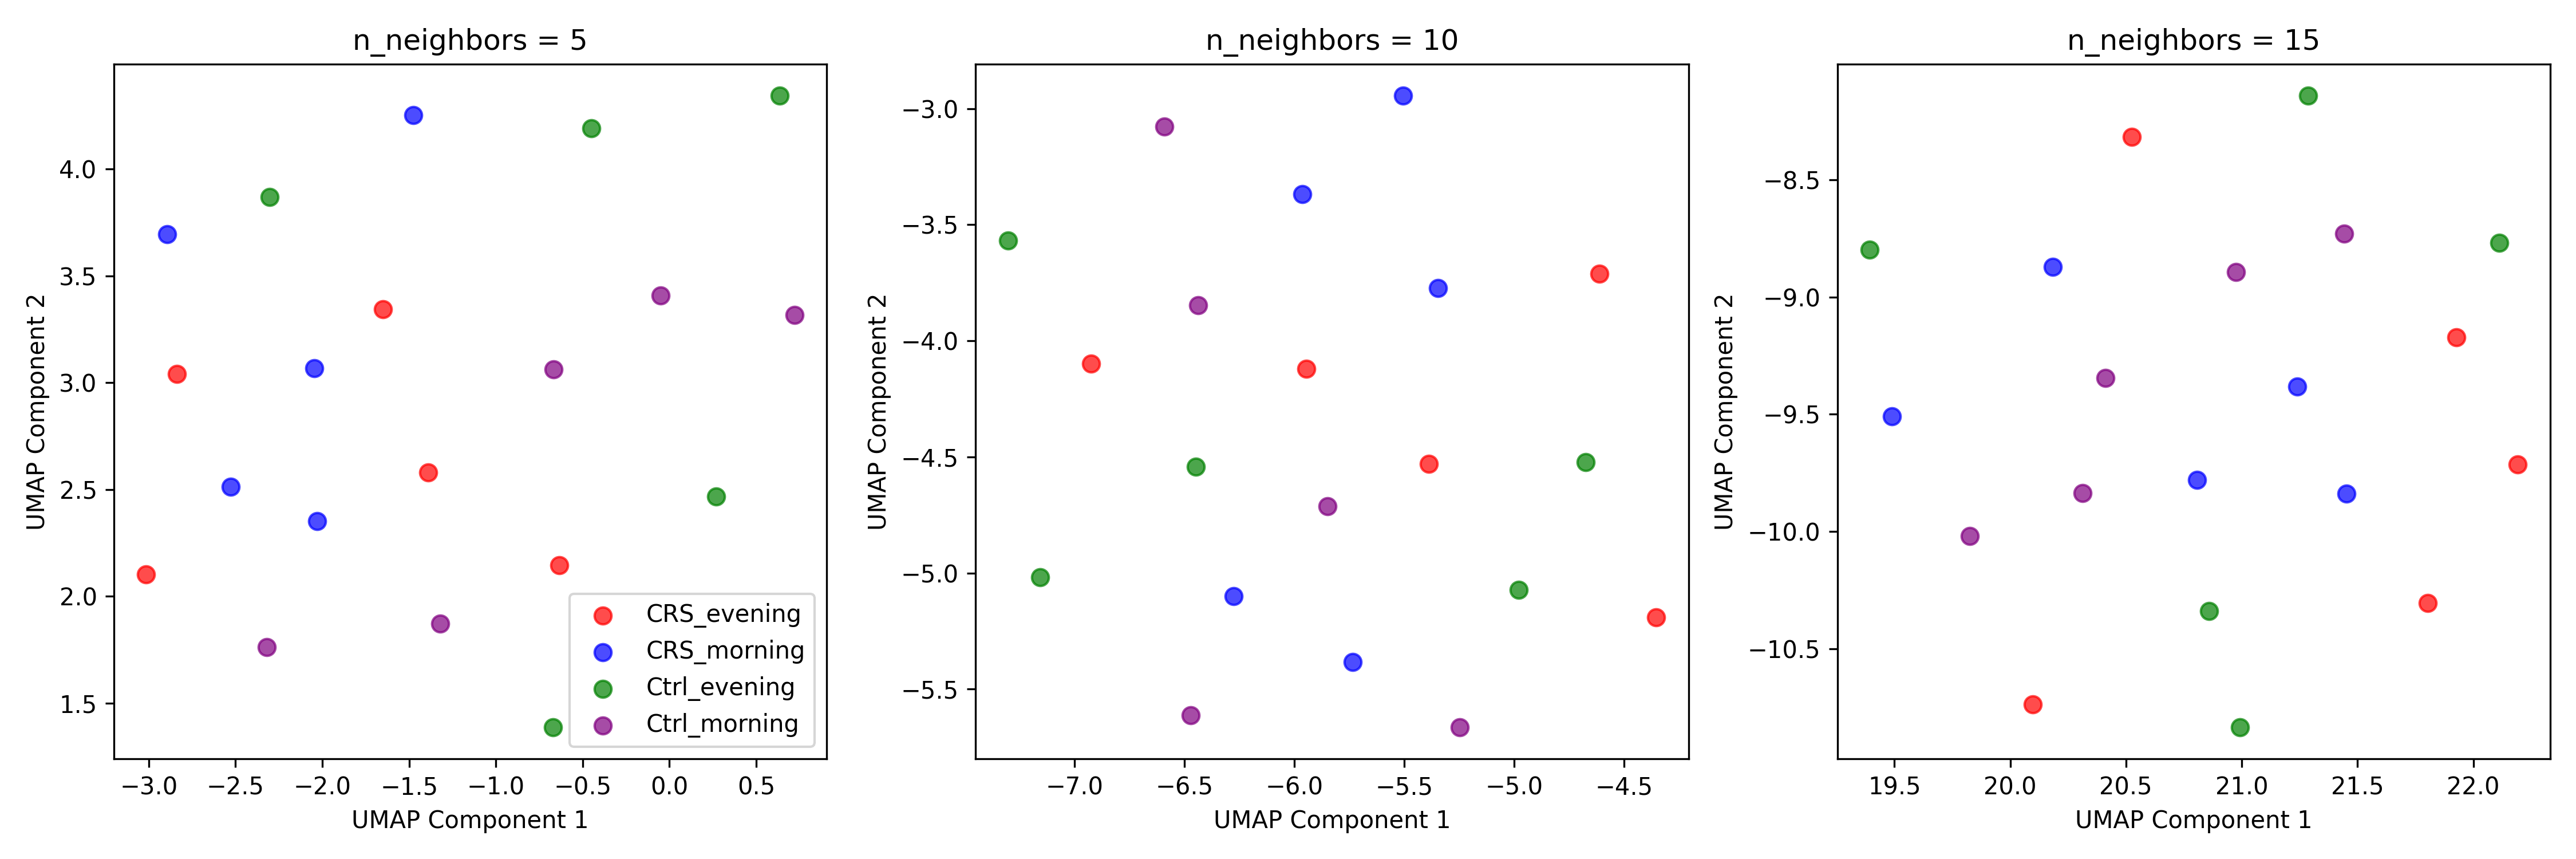 n_neighbors = 5
4.0
3.5
3.0
2.5
2.0
1.5
UMAP Component 2
−3.0 −2.5 −2.0 −1.5 −1.0 −0.5 0.0 0.5
UMAP Component 1
CRS_evening
CRS_morning
Ctrl_evening
Ctrl_morning
n_neighbors = 10
−3.0
−3.5
−4.0
−4.5
−5.0
−5.5
UMAP Component 2
−7.0 −6.5 −6.0 −5.5 −5.0 −4.5
UMAP Component 1
n_neighbors = 15
−8.5
−9.0
−9.5
−10.0
−10.5
UMAP Component 2
19.5 20.0 20.5 21.0 21.5 22.0
UMAP Component 1